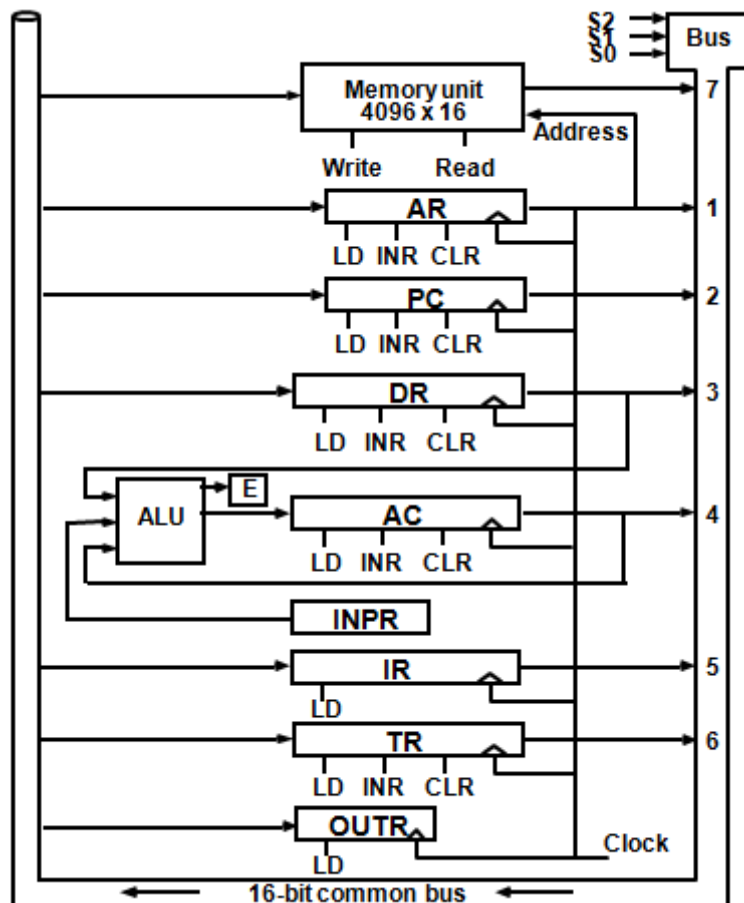 S2
S1
S0
Bus
Memory unit
4096 x 16
7
Address
Write Read
AR
1
LD INR CLR
PC
2
LD INR CLR
DR
3
LD INR CLR
ALU
E
AC
4
LD INR CLR
INPR
IR
5
LD
TR
6
LD INR CLR
OUTR
LD
Clock
16-bit common bus